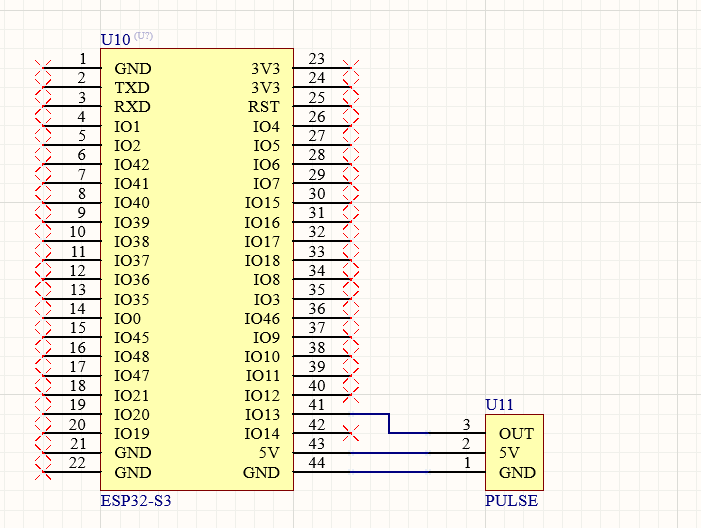 U10 (U?)
1 GND 3V3 23
2 TXD 3V3 24
3 RXD RST 25
4 IO1 IO4 26
5 IO2 IO5 27
6 IO42 IO6 28
7 IO41 IO7 29
8 IO40 IO15 30
9 IO39 IO16 31
10 IO38 IO17 32
11 IO37 IO18 33
12 IO36 IO8 34
13 IO35 IO3 35
14 IO0 IO46 36
15 IO45 IO9 37
16 IO48 IO10 38
17 IO47 IO11 39
18 IO21 IO12 40
19 IO20 IO13 41
20 IO19 IO14 42
21 GND 5V 43
22 GND GND 44
ESP32-S3
U11
3 OUT
2 5V
1 GND
PULSE